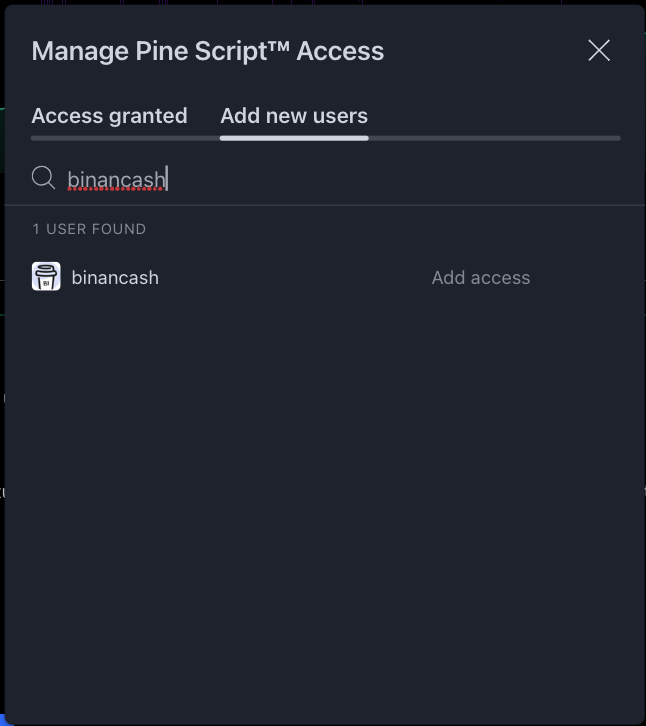 Manage Pine Script™ Access
Access granted Add new users
binancash
1 USER FOUND
BI
binancash Add access